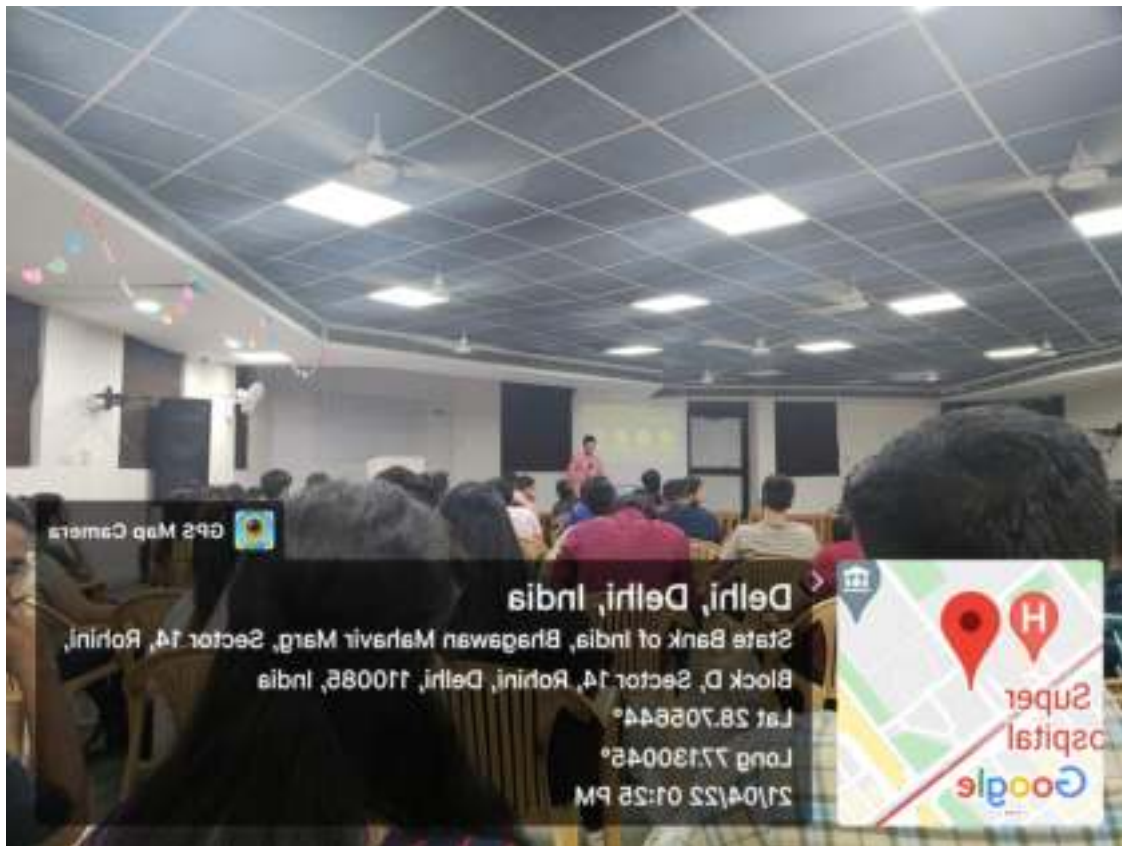 GPS Map Camera
Delhi, Delhi, India
State Bank of India, Bhagawan Mahavir Marg, Sector 14, Rohini,
Block D, Sector 14, Rohini, Delhi, 110085, India
Lat 28.705644°
Long 77.130045°
21/04/22 01:25 PM
H
Super
ospital
Google